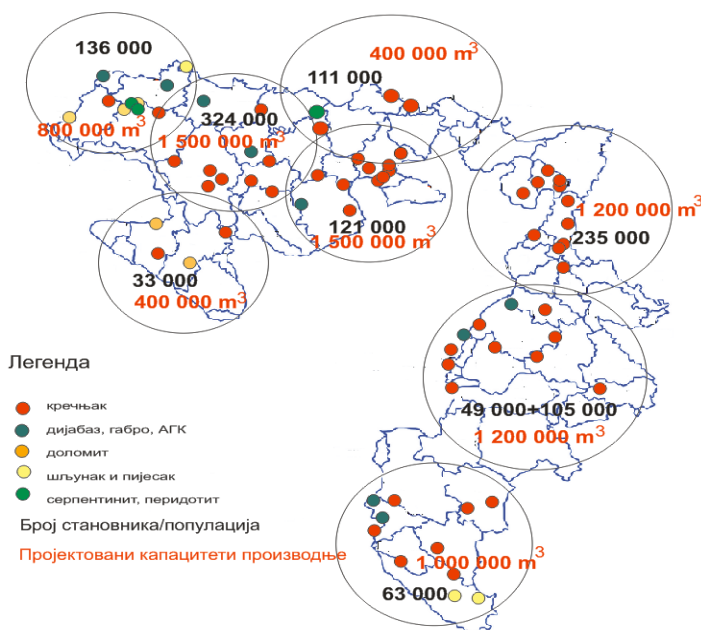 136 000
800 000 m3
324 000
1 500 000 m3
400 000 m3
111 000
121 000
1 500 000 m3
1 200 000 m3
235 000
33 000
400 000 m3
49 000+105 000
1 200 000 m3
1 000 000 m3
63 000
Легенда
кречњак
дијабаз, габро, АГК
доломит
шљунак и пијесак
серпентинит, перидотит
Број становника/популација
Пројектовани капацитети производње